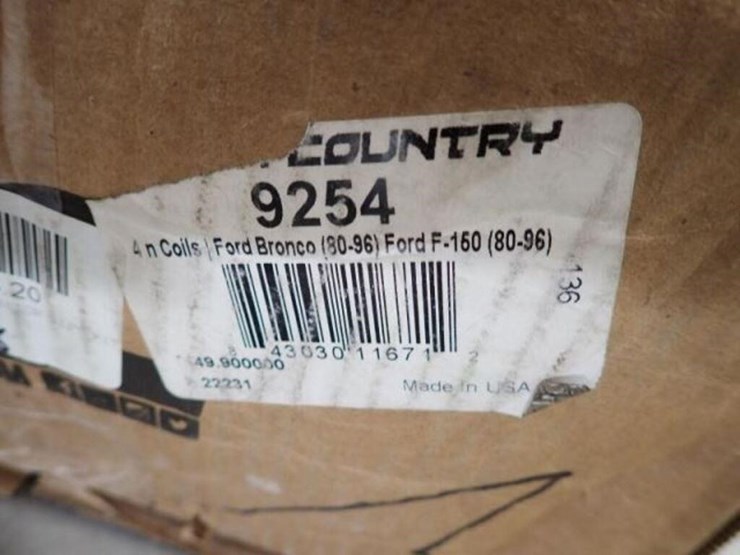 COUNTRY
9254
4 n Coils | Ford Bronco (80-96) Ford F-150 (80-96)
136
20
43030 11671 2
49.900000
22231
Made in USA